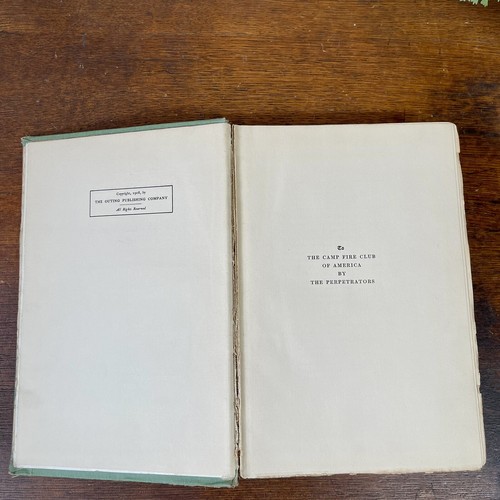 Copyright, 1908, by
THE OUTING PUBLISHING COMPANY
All Rights Reserved
To
THE CAMP FIRE CLUB
OF AMERICA
BY
THE PERPETRATORS